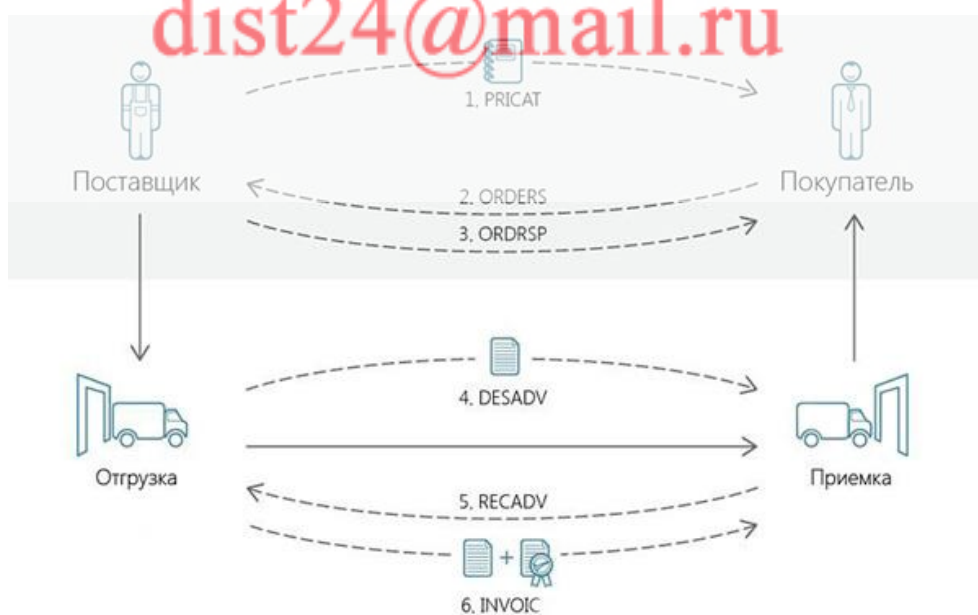 dist24@mail.ru
1. PRICAT
Поставщик
Покупатель
2. ORDERS
3. ORDRSP
4. DESADV
Отгрузка
Приемка
5. RECADV
6. INVOIC